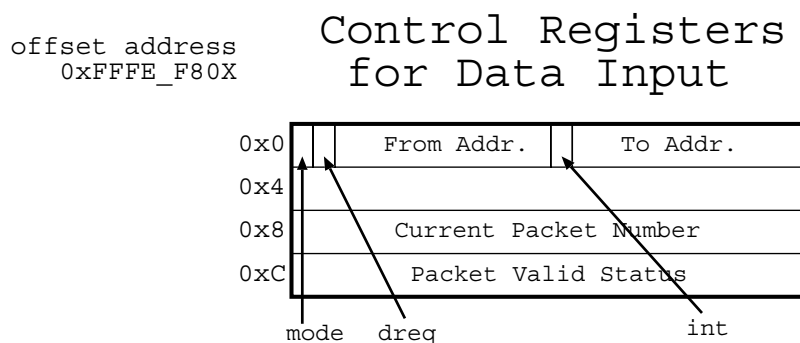 Control Registers
for Data Input
offset address
0xFFFE_F80X
0x0 From Addr. To Addr.
0x4
0x8 Current Packet Number
0xC Packet Valid Status
mode dreq int